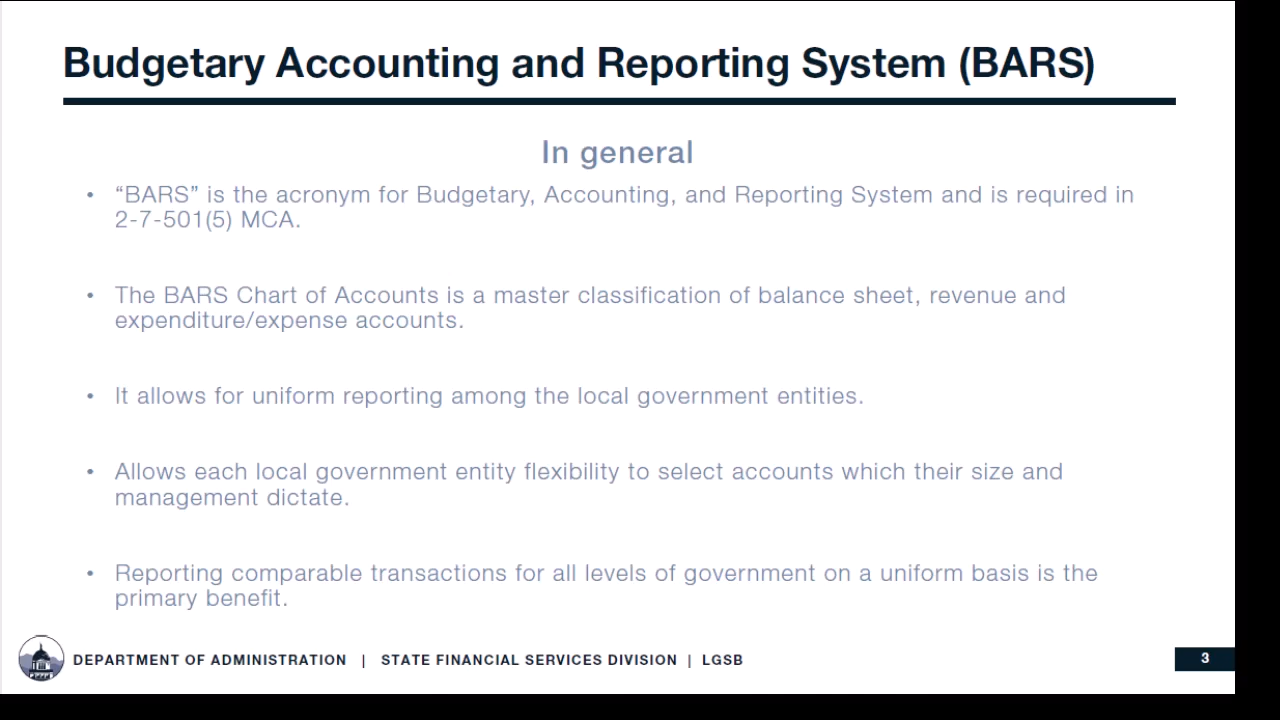 Budgetary Accounting and Reporting System (BARS)
In general
• “BARS” is the acronym for Budgetary, Accounting, and Reporting System and is required in
2-7-501(5) MCA.
• The BARS Chart of Accounts is a master classification of balance sheet, revenue and
expenditure/expense accounts.
• It allows for uniform reporting among the local government entities.
• Allows each local government entity flexibility to select accounts which their size and
management dictate.
• Reporting comparable transactions for all levels of government on a uniform basis is the
primary benefit.
DEPARTMENT OF ADMINISTRATION | STATE FINANCIAL SERVICES DIVISION | LGSB
3